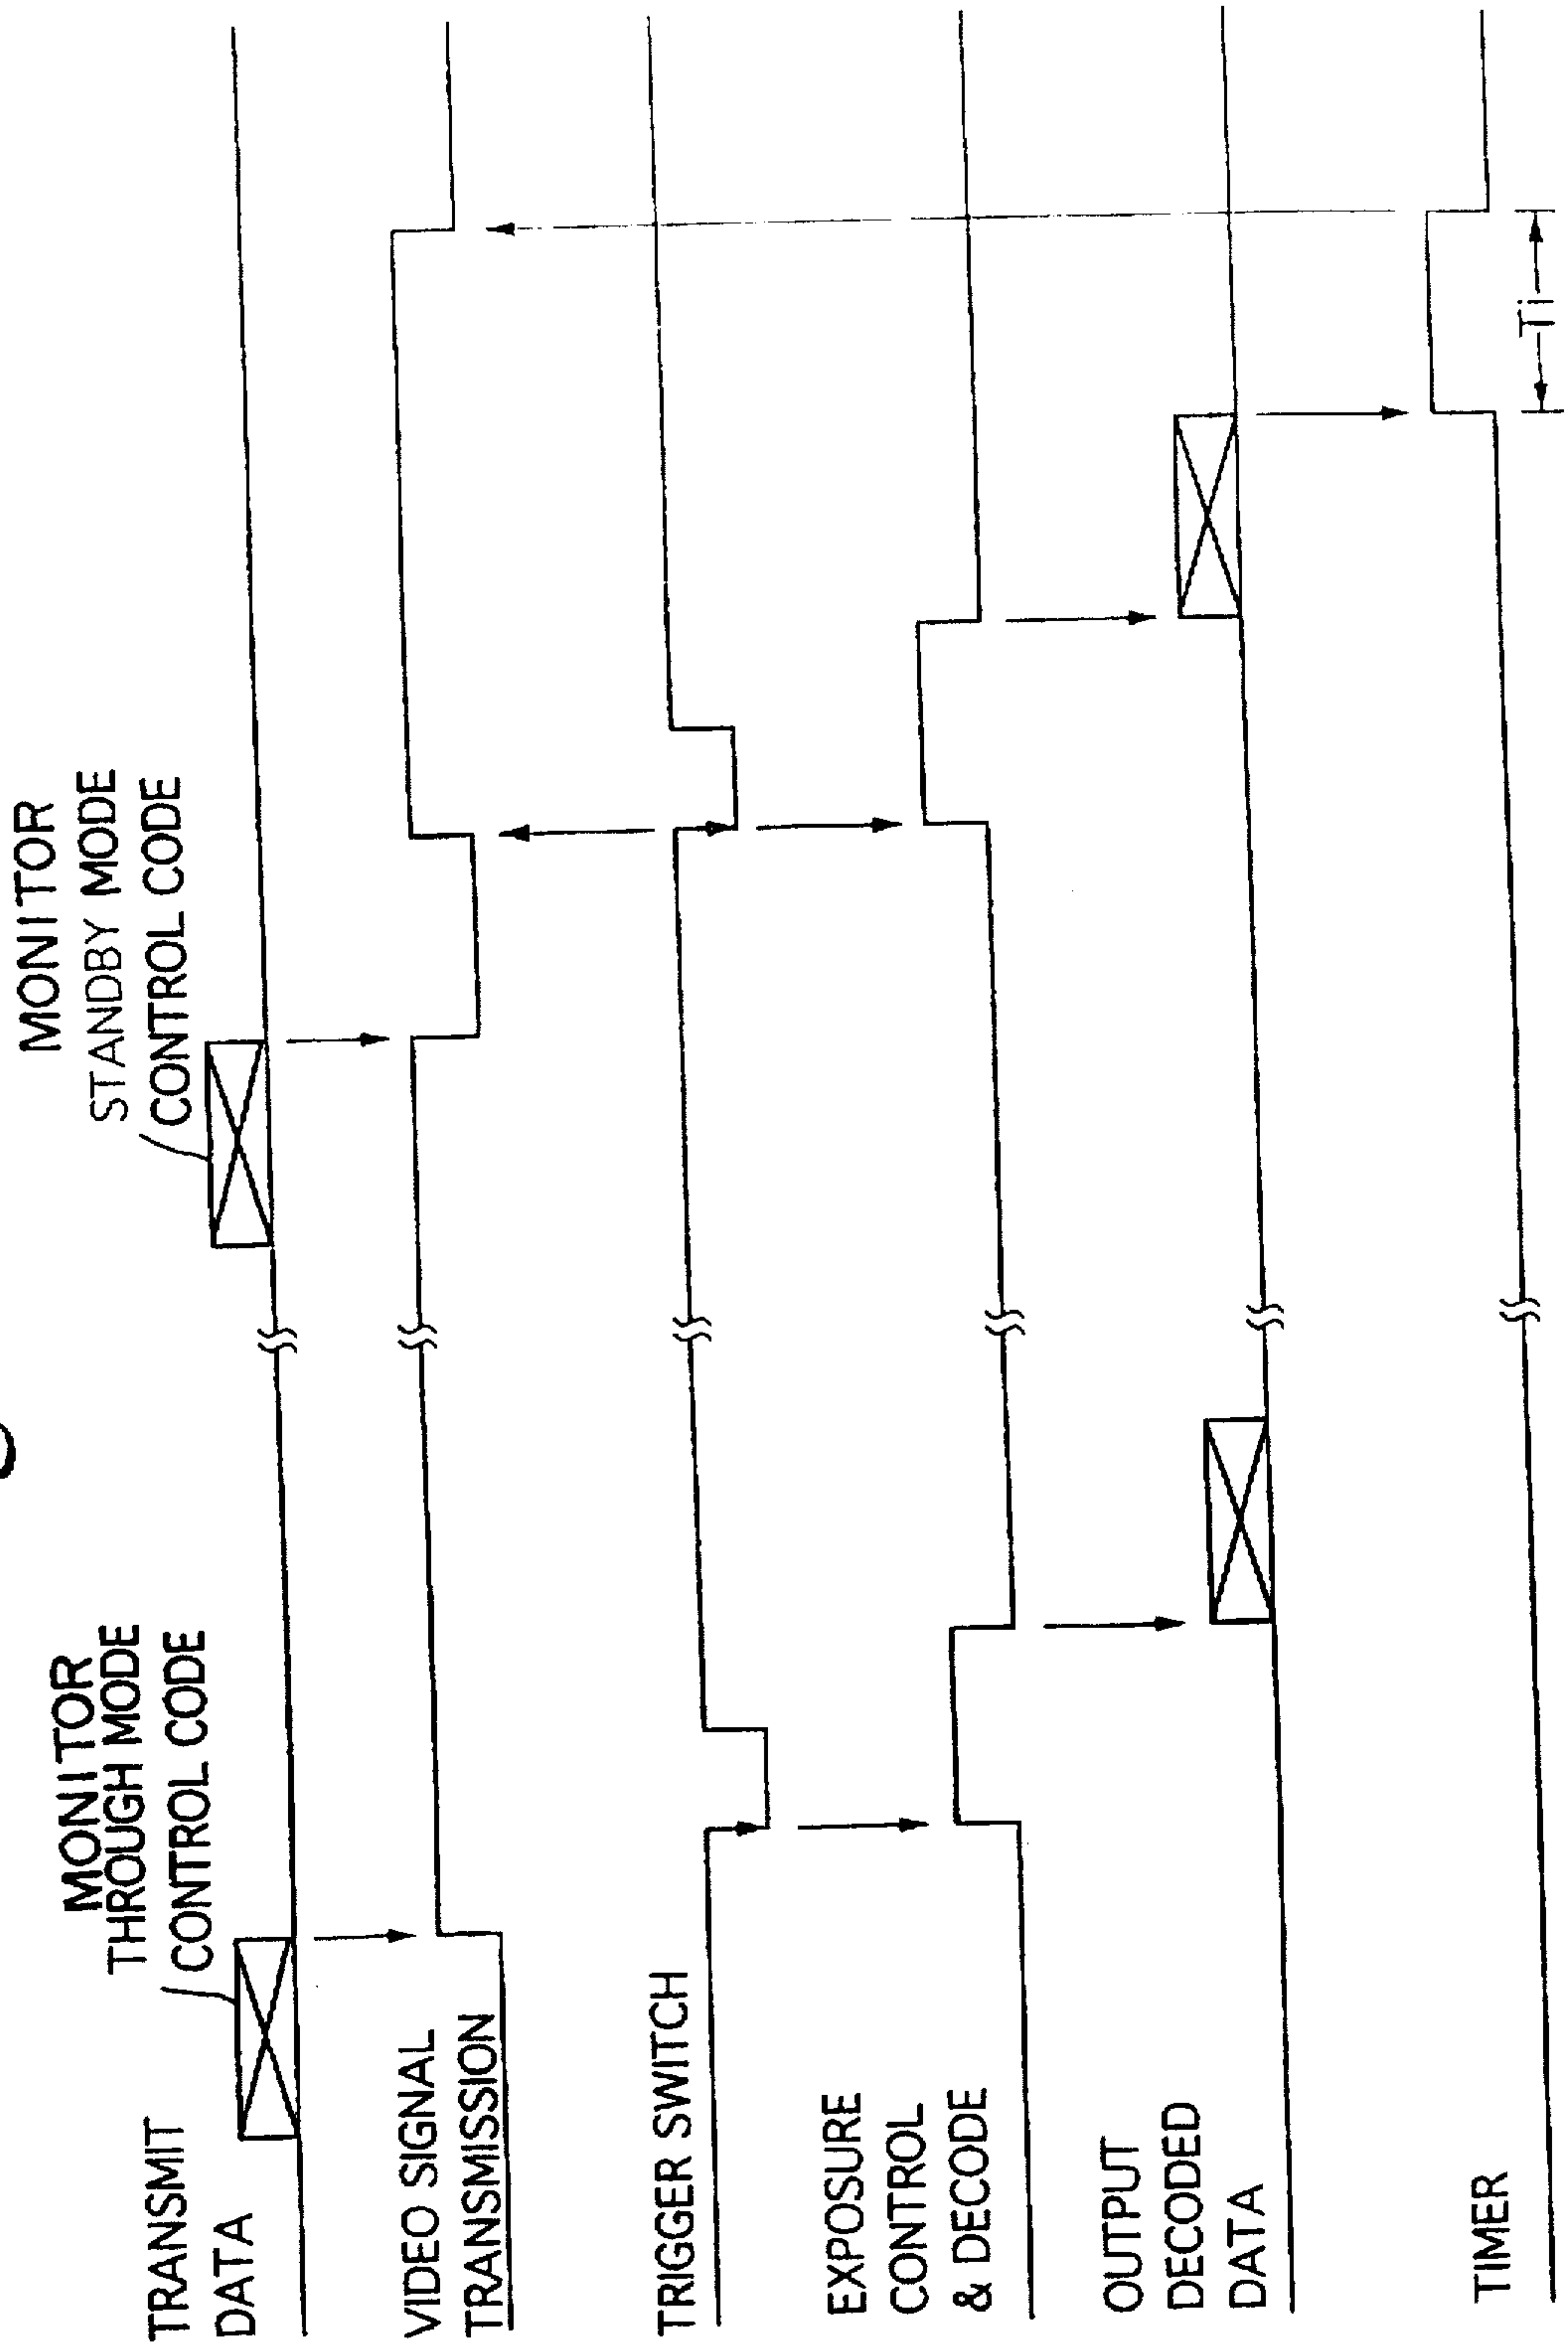 MONITOR
THROUGH MODE
CONTROL CODE
MONITOR
STANDBY MODE
CONTROL CODE
TRANSMIT
DATA
VIDEO SIGNAL
TRANSMISSION
TRIGGER SWITCH
EXPOSURE
CONTROL
& DECODE
OUTPUT
DECODED
DATA
TIMER
Ti